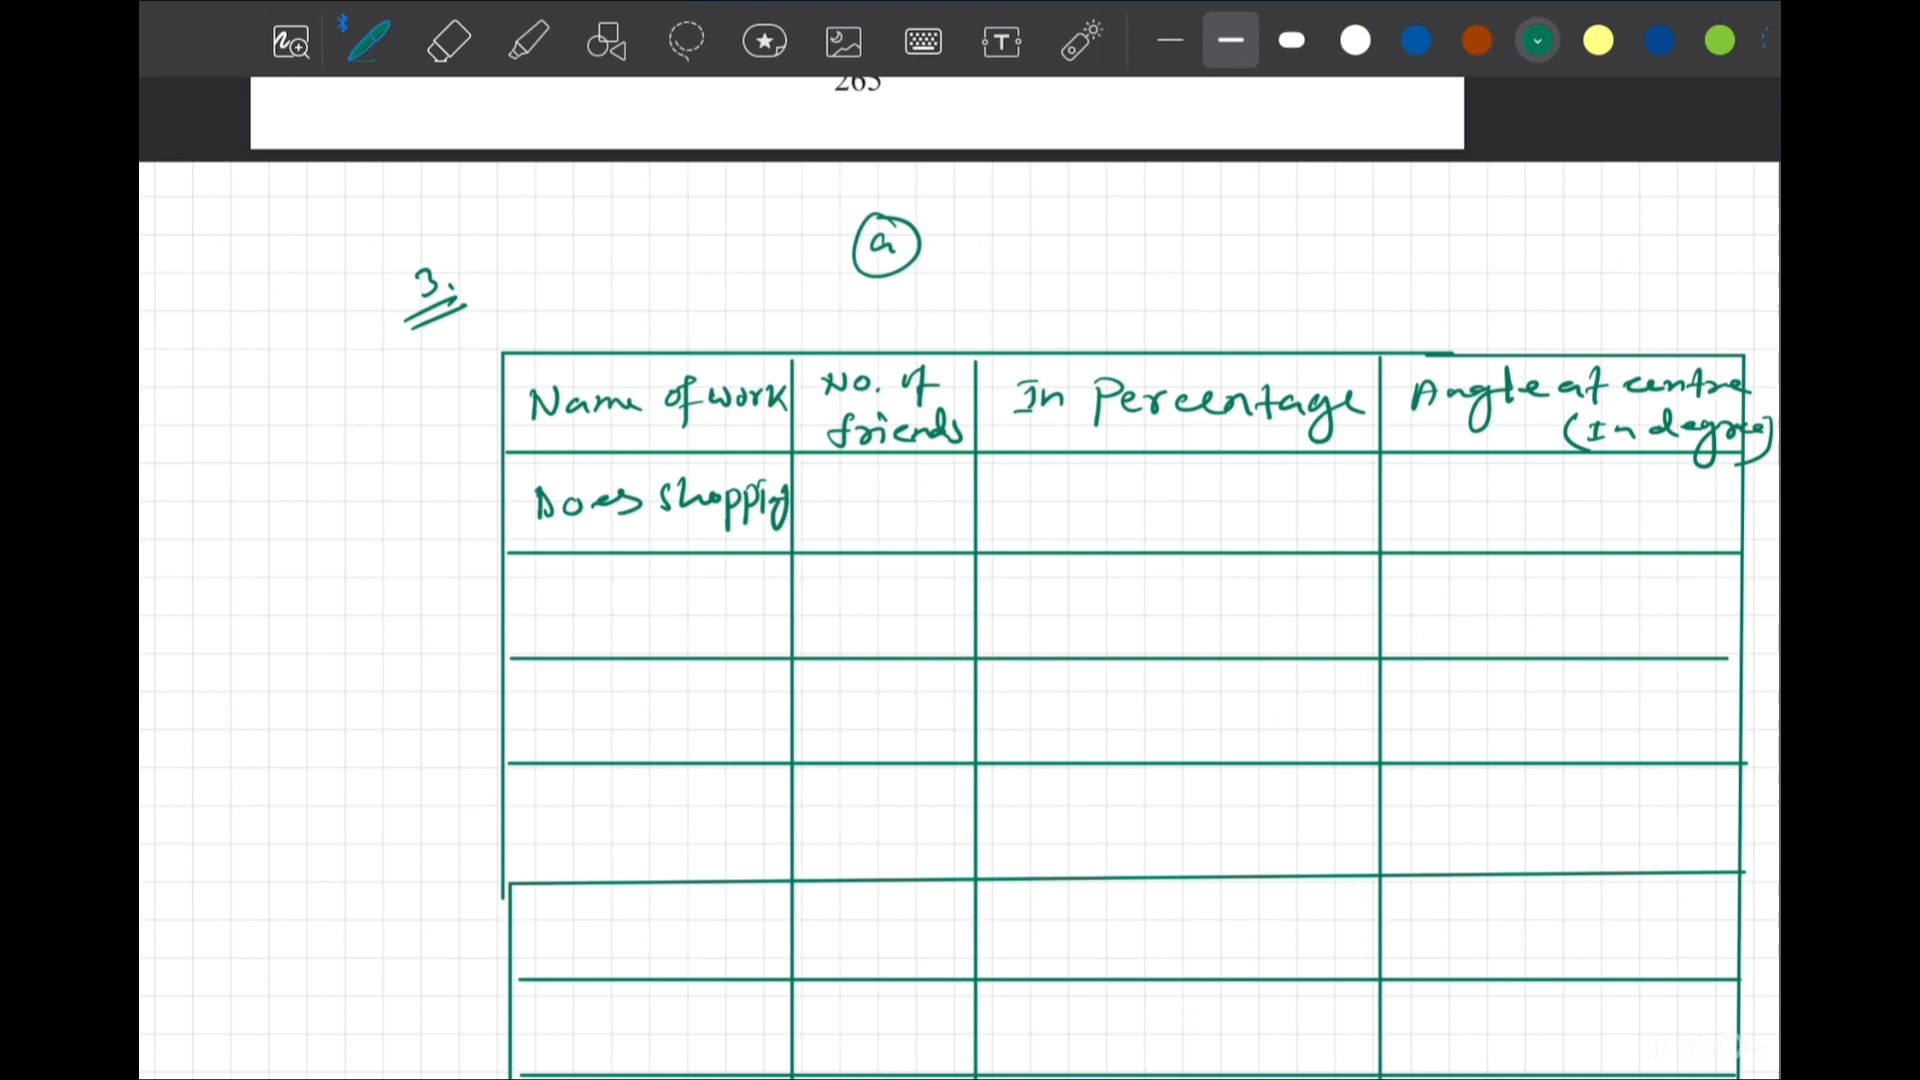 265
a
3.
Name of work
No. of friends
In Percentage
Angle at centre
(In degree)
Does shopping